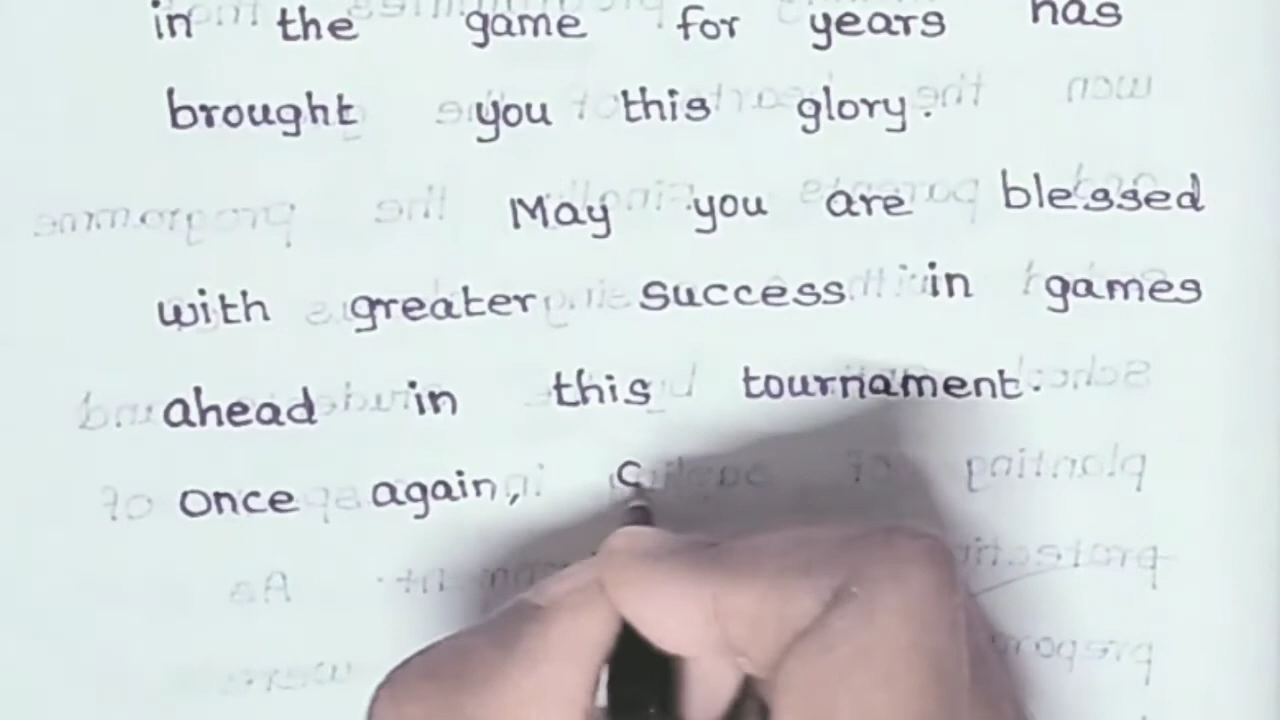 in the game for years has
brought you this glory.
May you are blessed
with greater success in games
ahead in this tournament.
once again, c